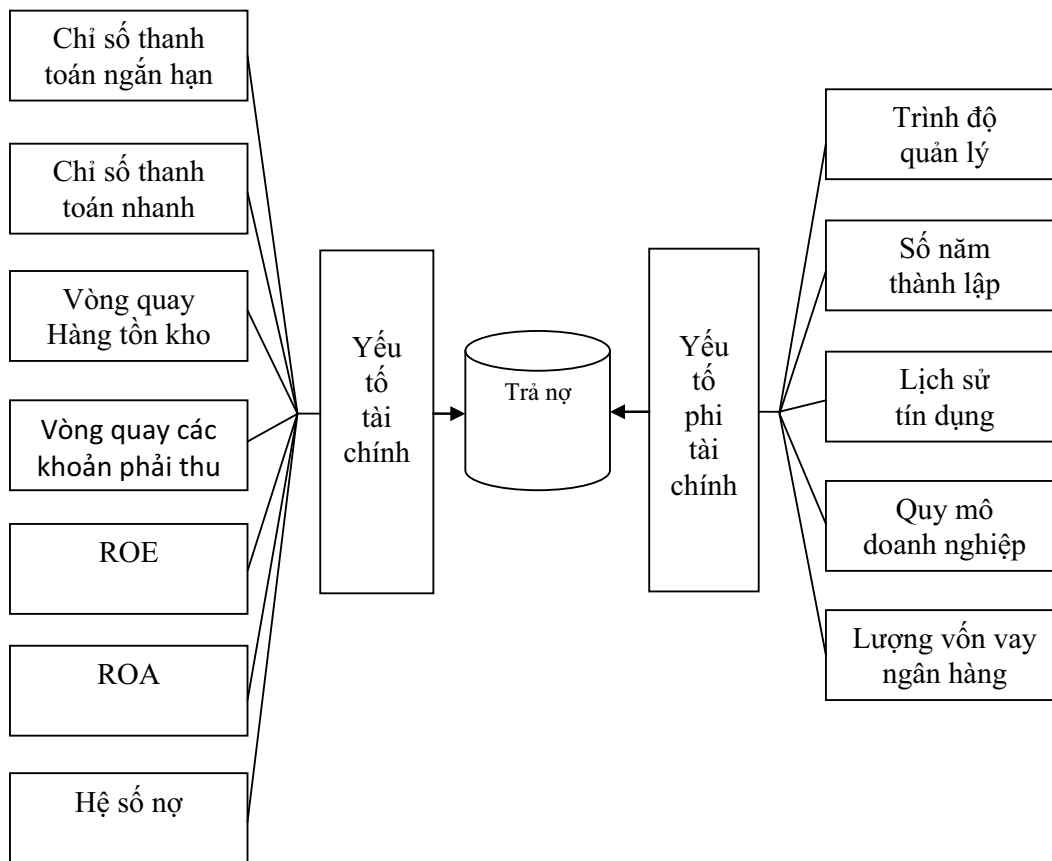 Chỉ số thanh
toán ngắn hạn
Chỉ số thanh
toán nhanh
Vòng quay
Hàng tồn kho
Vòng quay các
khoản phải thu
ROE
ROA
Hệ số nợ
Yếu
tố
tài
chính
Trả nợ
Yếu
tố
phi
tài
chính
Trình độ
quản lý
Số năm
thành lập
Lịch sử
tín dụng
Quy mô
doanh nghiệp
Lượng vốn vay
ngân hàng